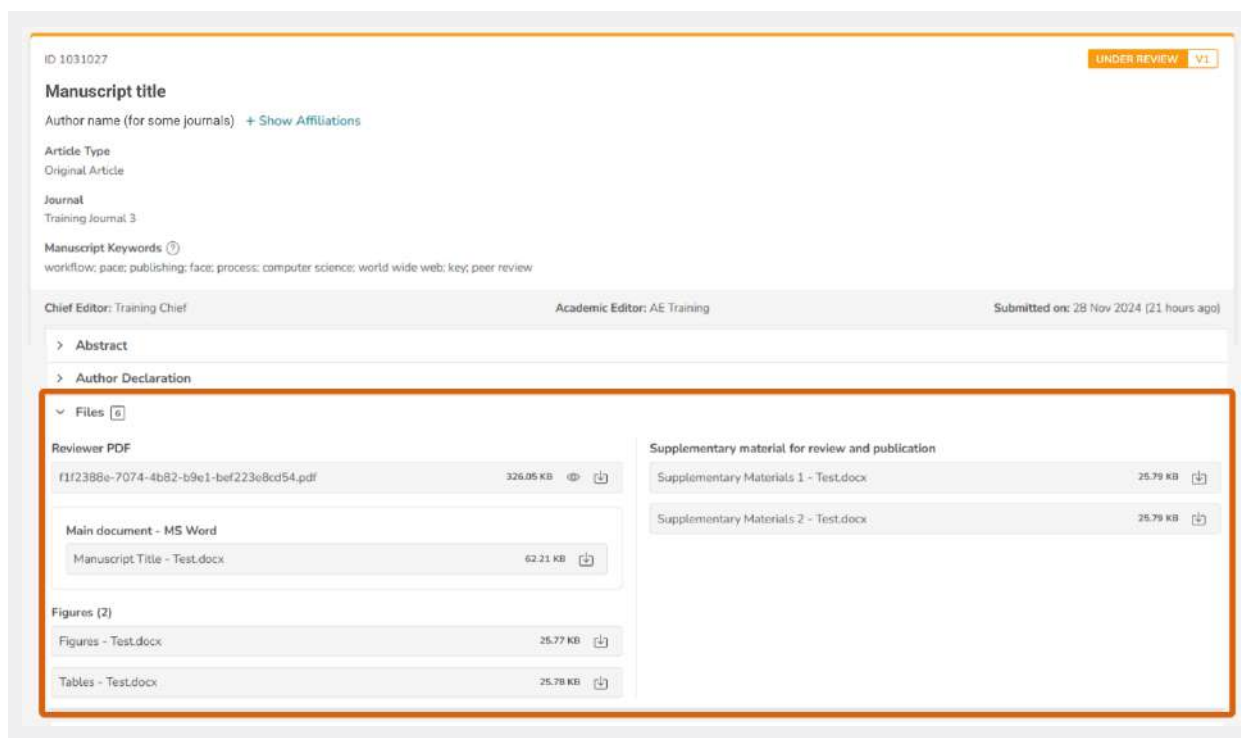 ID 1031027
UNDER REVIEW V1
Manuscript title
Author name (for some journals) + Show Affiliations
Article Type
Original Article
Journal
Training Journal 3
Manuscript Keywords ?
workflow; pace; publishing; face; process; computer science; world wide web; key; peer review
Chief Editor: Training Chief
Academic Editor: AE Training
Submitted on: 28 Nov 2024 (21 hours ago)
> Abstract
> Author Declaration
Files 6
Reviewer PDF
f1f2388e-7074-4b82-b9e1-bef223e8cd54.pdf 326.05 KB
Main document - MS Word
Manuscript Title - Test.docx 62.21 KB
Figures (2)
Figures - Test.docx 25.77 KB
Tables - Test.docx 25.78 KB
Supplementary material for review and publication
Supplementary Materials 1 - Test.docx 25.79 KB
Supplementary Materials 2 - Test.docx 25.79 KB